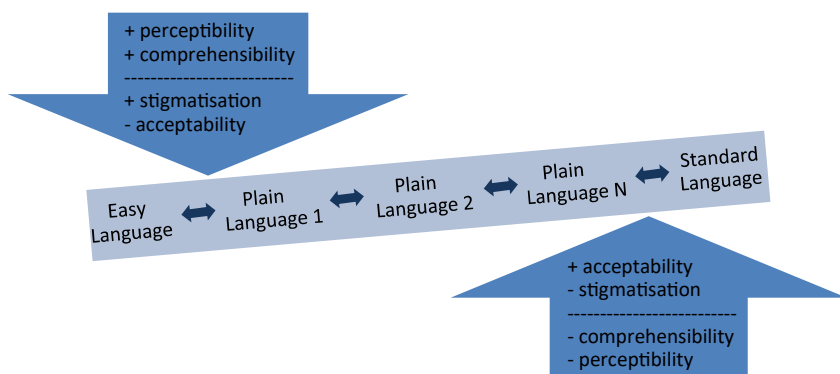 + perceptibility
+ comprehensibility
--------------------------
+ stigmatisation
- acceptability
Easy
Language
Plain
Language 1
Plain
Language 2
Plain
Language N
Standard
Language
+ acceptability
- stigmatisation
--------------------------
- comprehensibility
- perceptibility